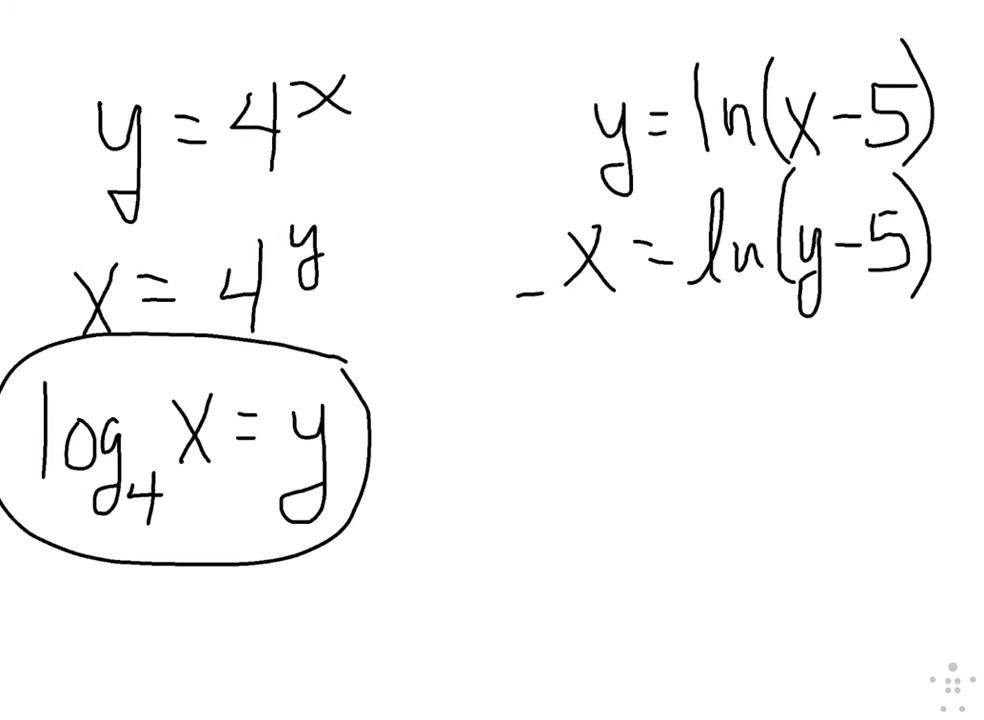 y = 4^x
x = 4^y
log_4 x = y
y = ln(x - 5)
- x = ln(y - 5)